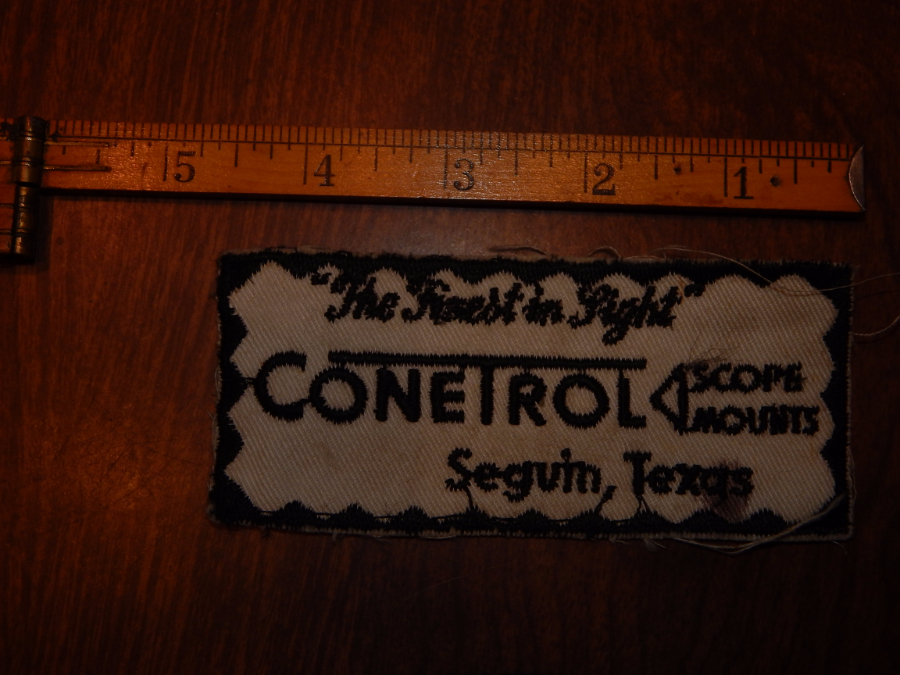 5 4 3 2 1
"The Finest in Sight"
CONETROL SCOPE MOUNTS
Seguin, Texas